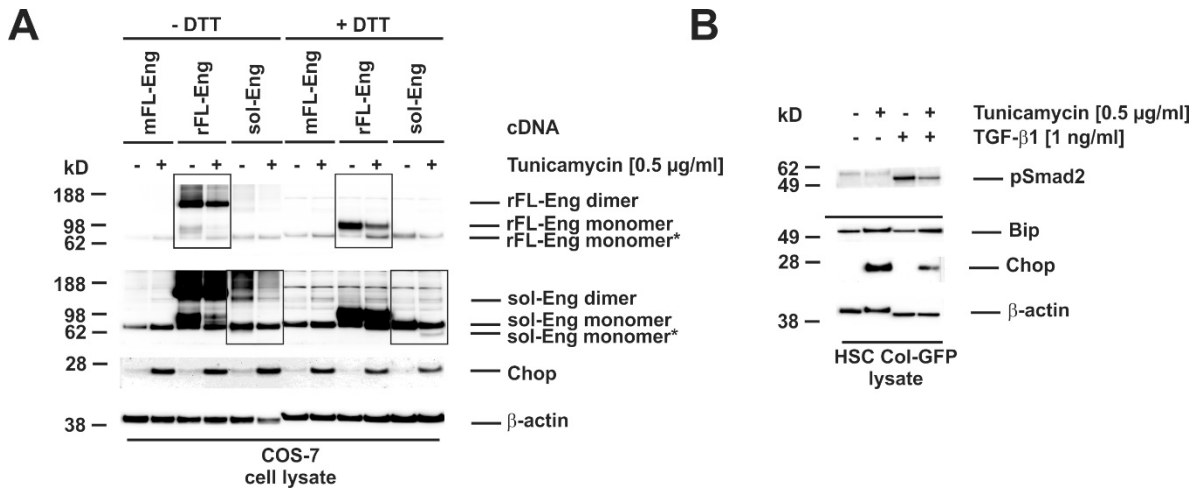 A
- DTT
+ DTT
mFL-Eng
rFL-Eng
sol-Eng
mFL-Eng
rFL-Eng
sol-Eng
cDNA
kD
- + - + - + - + - + - +
Tunicamycin [0.5 µg/ml]
188
98
62
rFL-Eng dimer
rFL-Eng monomer
rFL-Eng monomer*
188
98
62
sol-Eng dimer
sol-Eng monomer
sol-Eng monomer*
28
Chop
38
β-actin
COS-7
cell lysate
B
kD
- + - +
Tunicamycin [0.5 µg/ml]
- - + +
TGF-β1 [1 ng/ml]
62
49
pSmad2
49
Bip
28
Chop
38
β-actin
HSC Col-GFP
lysate